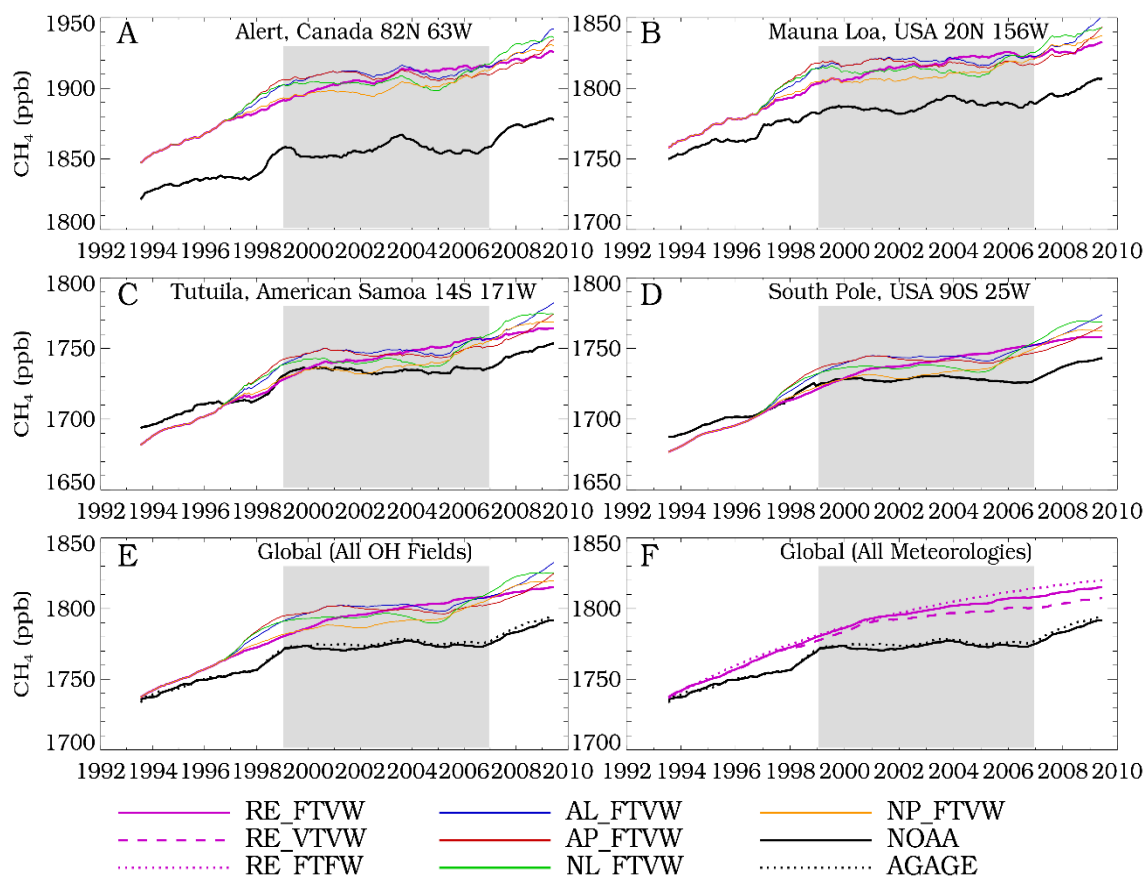 A Alert, Canada 82N 63W
1950
1900
1850
1800
CH4 (ppb)
1992 1994 1996 1998 2000 2002 2004 2006 2008 2010
B Mauna Loa, USA 20N 156W
1850
1800
1750
1700
1992 1994 1996 1998 2000 2002 2004 2006 2008 2010
C Tutuila, American Samoa 14S 171W
1800
1750
1700
1650
CH4 (ppb)
1992 1994 1996 1998 2000 2002 2004 2006 2008 2010
D South Pole, USA 90S 25W
1800
1750
1700
1650
1992 1994 1996 1998 2000 2002 2004 2006 2008 2010
E Global (All OH Fields)
1850
1800
1750
1700
CH4 (ppb)
1992 1994 1996 1998 2000 2002 2004 2006 2008 2010
F Global (All Meteorologies)
1850
1800
1750
1700
1992 1994 1996 1998 2000 2002 2004 2006 2008 2010
RE_FTVW AL_FTVW NP_FTVW
RE_VTVW AP_FTVW NOAA
RE_FTFW NL_FTVW AGAGE